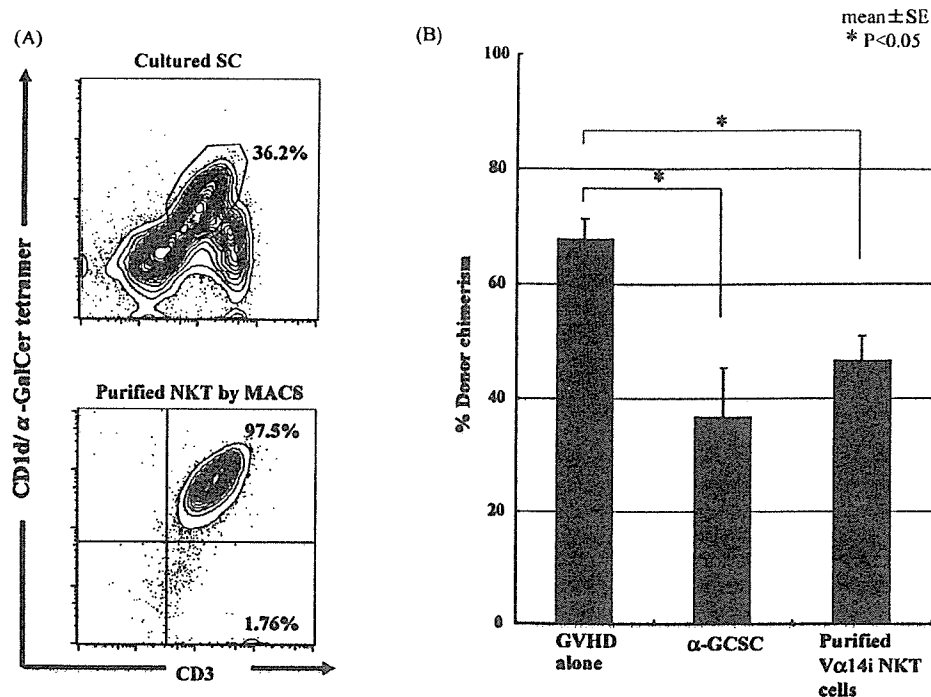 (A)
Cultured SC
36.2%
Purified NKT by MACS
97.5%
1.76%
CD1d/ α-GalCer tetramer
CD3
(B)
mean±SE
* P<0.05
100
80
60
40
20
0
% Donor chimerism
*
*
GVHD
alone
α-GCSC
Purified
Vα14i NKT
cells